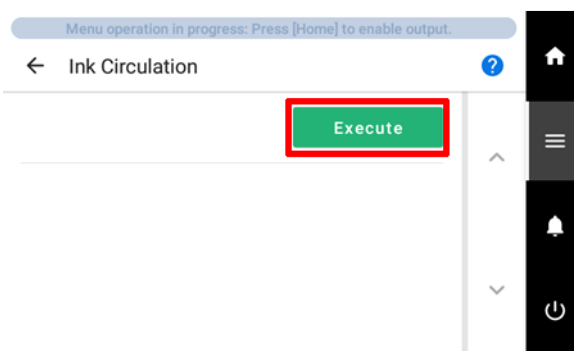 Menu operation in progress: Press [Home] to enable output.
Ink Circulation
?
Execute